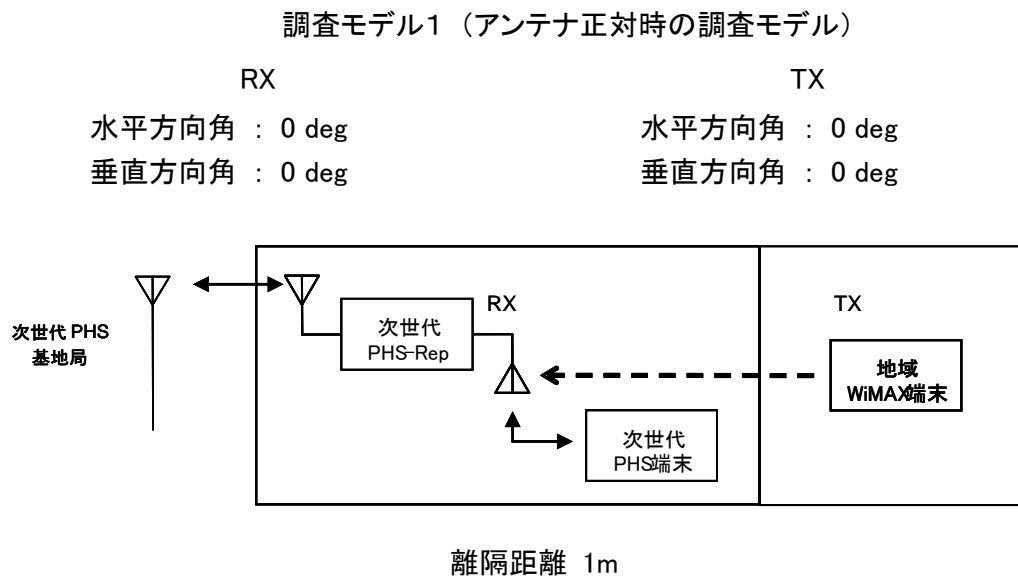 調査モデル１ （アンテナ正対時の調査モデル）
RX
TX
水平方向角 ： 0 deg
水平方向角 ： 0 deg
垂直方向角 ： 0 deg
垂直方向角 ： 0 deg
次世代 PHS
基地局
次世代
PHS-Rep
RX
TX
地域
WiMAX端末
次世代
PHS端末
離隔距離 1m